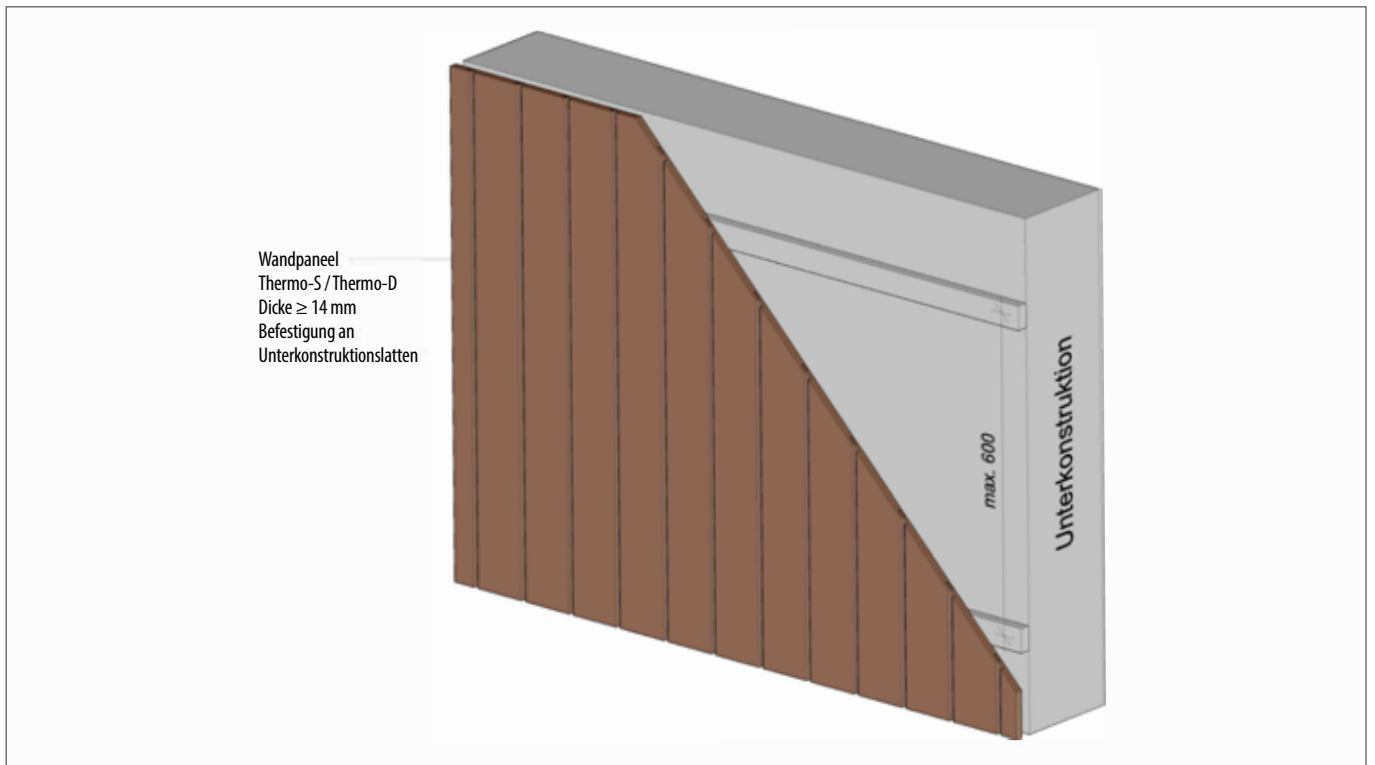 Wandpaneel
Thermo-S / Thermo-D
Dicke ≥ 14 mm
Befestigung an
Unterkonstruktionslatten
max. 600
Unterkonstruktion